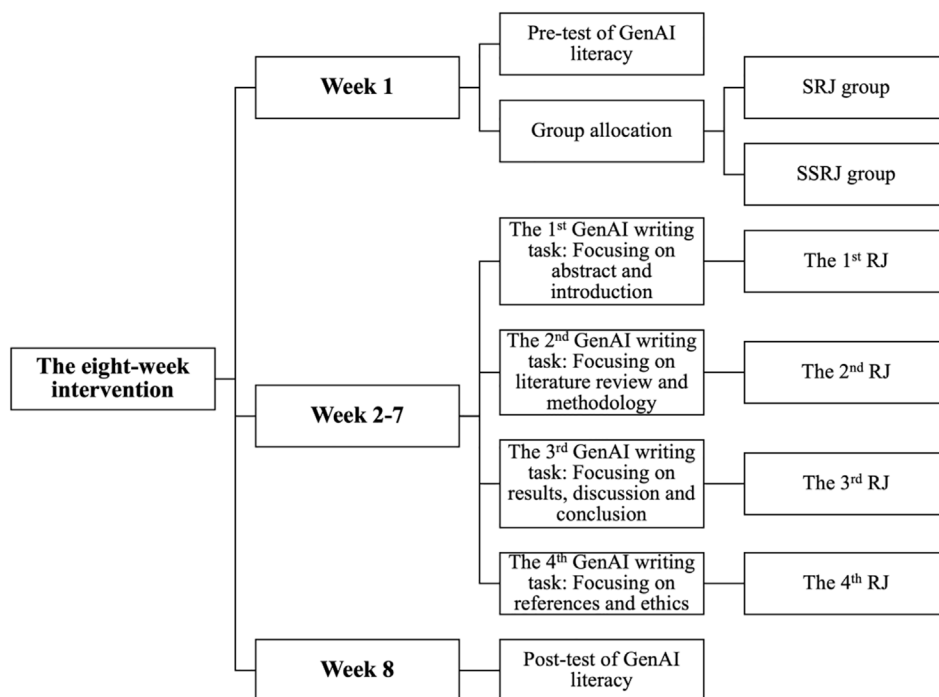 The eight-week
intervention
Week 1
Pre-test of GenAI
literacy
Group allocation
SRJ group
SSRJ group
Week 2-7
The 1st GenAI writing
task: Focusing on
abstract and
introduction
The 1st RJ
The 2nd GenAI writing
task: Focusing on
literature review and
methodology
The 2nd RJ
The 3rd GenAI writing
task: Focusing on
results, discussion and
conclusion
The 3rd RJ
The 4th GenAI writing
task: Focusing on
references and ethics
The 4th RJ
Week 8
Post-test of GenAI
literacy